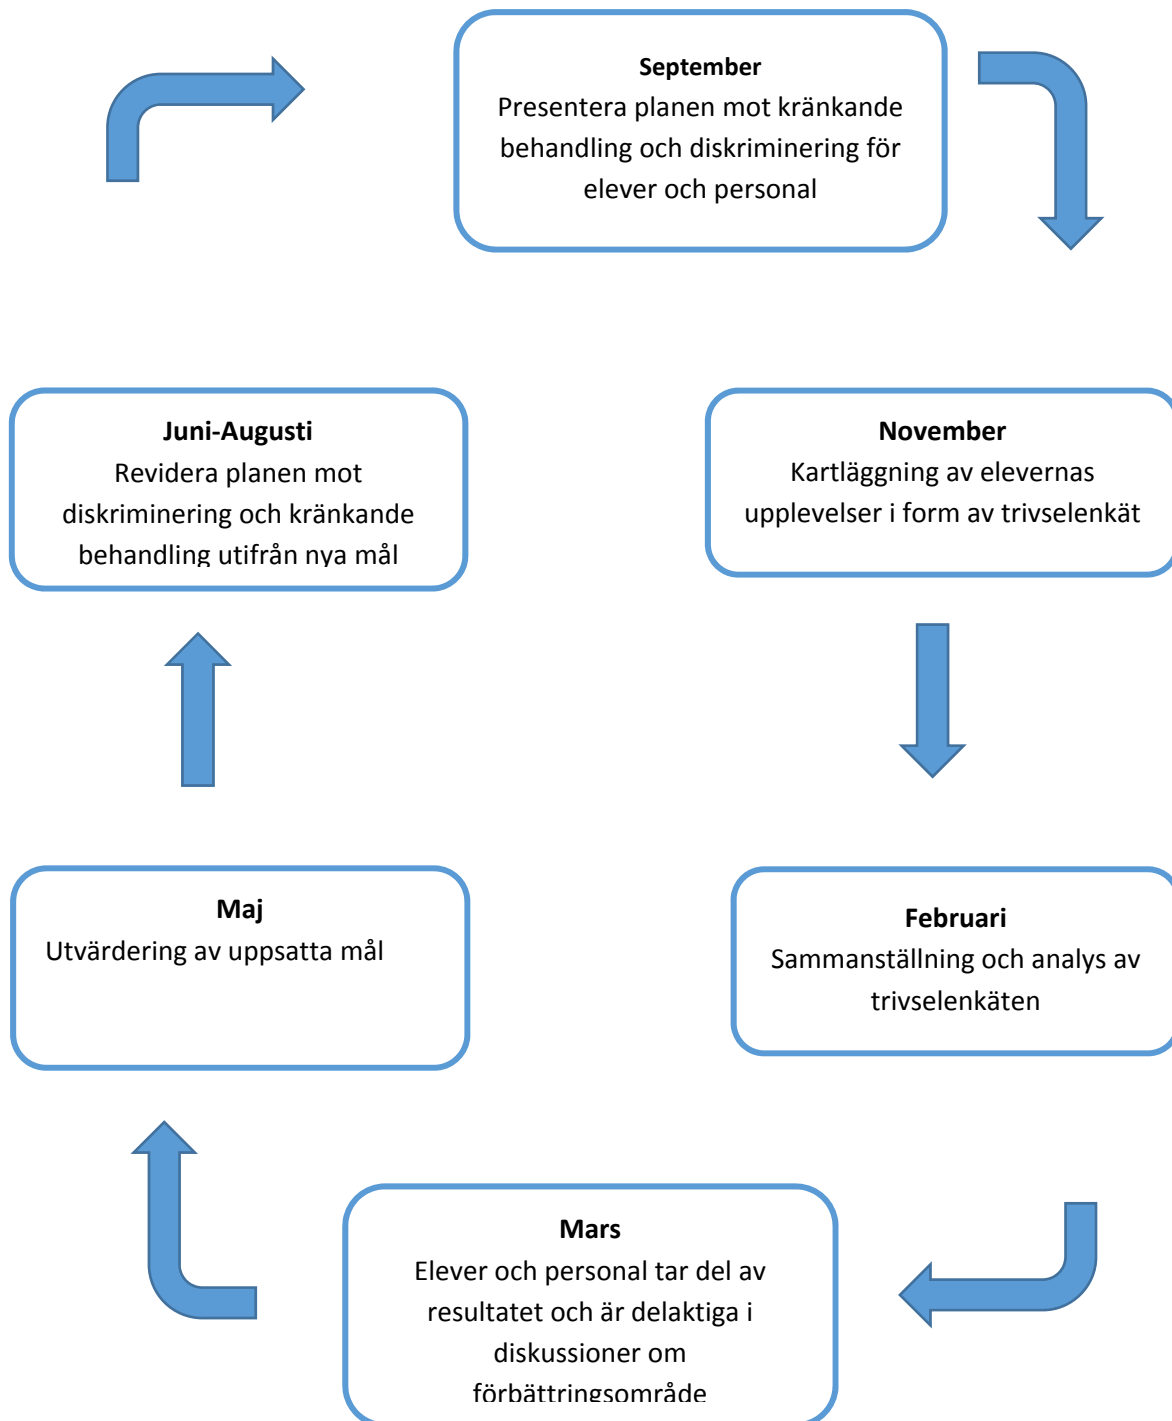 September
Presentera planen mot kränkande
behandling och diskriminering för
elever och personal
November
Kartläggning av elevernas
upplevelser i form av trivselenkät
Februari
Sammanställning och analys av
trivselenkäten
Mars
Elever och personal tar del av
resultatet och är delaktiga i
diskussioner om
förbättringsområde
Maj
Utvärdering av uppsatta mål
Juni-Augusti
Revidera planen mot
diskriminering och kränkande
behandling utifrån nya mål